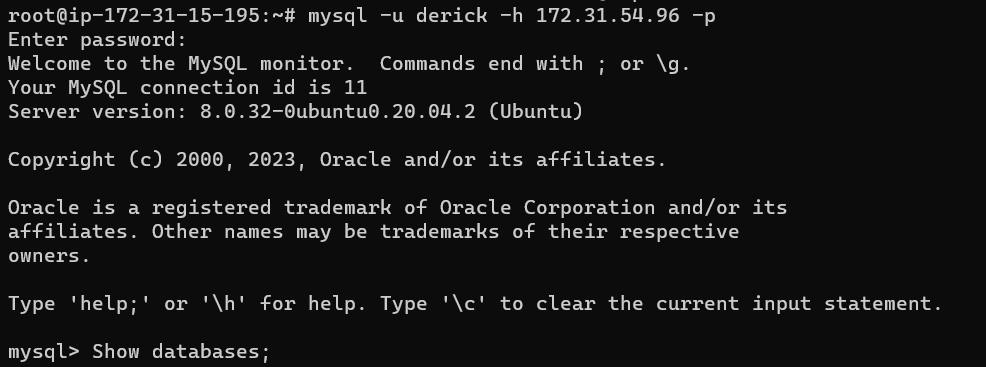 root@ip-172-31-15-195:~# mysql -u derick -h 172.31.54.96 -p
Enter password:
Welcome to the MySQL monitor.  Commands end with ; or \g.
Your MySQL connection id is 11
Server version: 8.0.32-0ubuntu0.20.04.2 (Ubuntu)

Copyright (c) 2000, 2023, Oracle and/or its affiliates.

Oracle is a registered trademark of Oracle Corporation and/or its
affiliates. Other names may be trademarks of their respective
owners.

Type 'help;' or '\h' for help. Type '\c' to clear the current input statement.

mysql> Show databases;